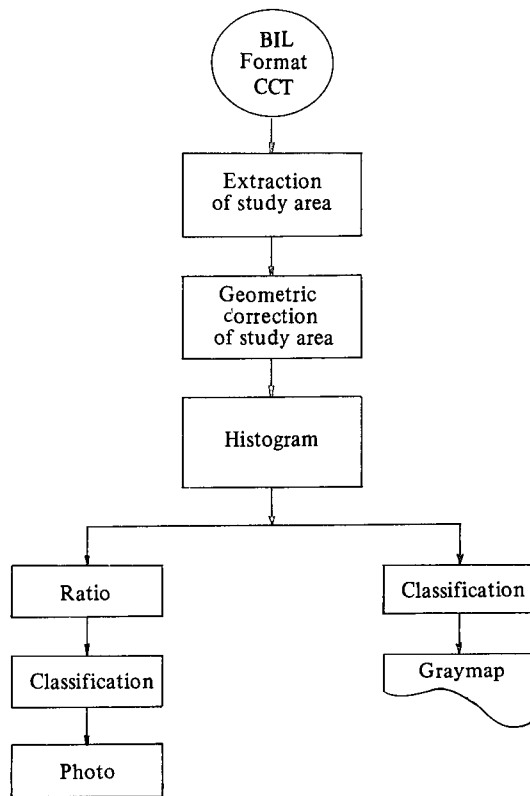 BIL
Format
CCT
Extraction
of study area
Geometric
correction
of study area
Histogram
Ratio
Classification
Classification
Graymap
Photo